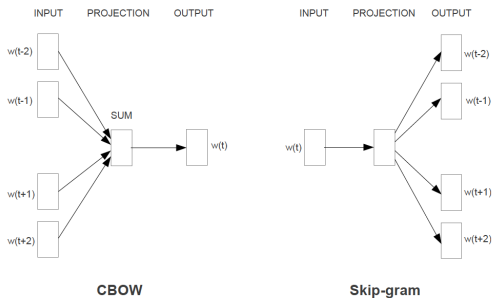 INPUT PROJECTION OUTPUT
w(t-2)
w(t-1)
SUM
w(t)
w(t+1)
w(t+2)
CBOW
INPUT PROJECTION OUTPUT
w(t-2)
w(t-1)
w(t)
w(t+1)
w(t+2)
Skip-gram